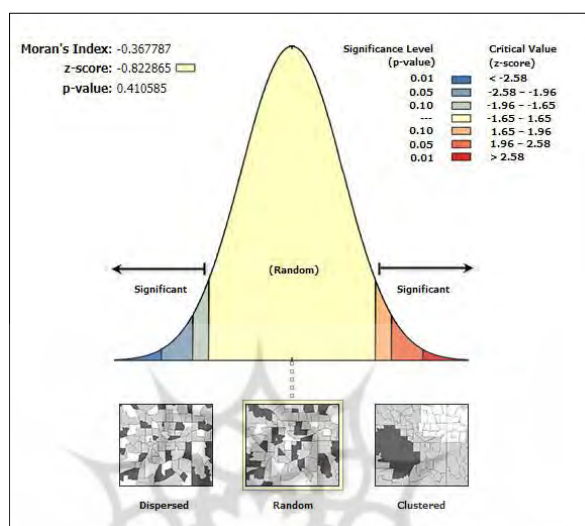 Moran's Index: -0.367787
z-score: -0.822865
p-value: 0.410585
Significance Level
(p-value)
Critical Value
(z-score)
0.01 < -2.58
0.05 -2.58 – -1.96
0.10 -1.96 – -1.65
--- -1.65 – 1.65
0.10 1.65 – 1.96
0.05 1.96 – 2.58
0.01 > 2.58
(Random)
Significant
Significant
Dispersed
Random
Clustered